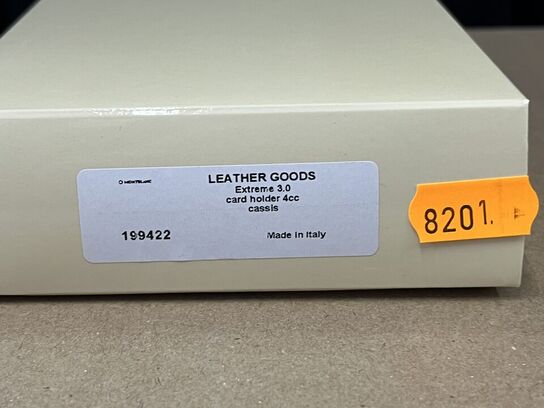 MONTBLANC
LEATHER GOODS
Extreme 3.0
card holder 4cc
cassis
199422
Made in Italy
8201.